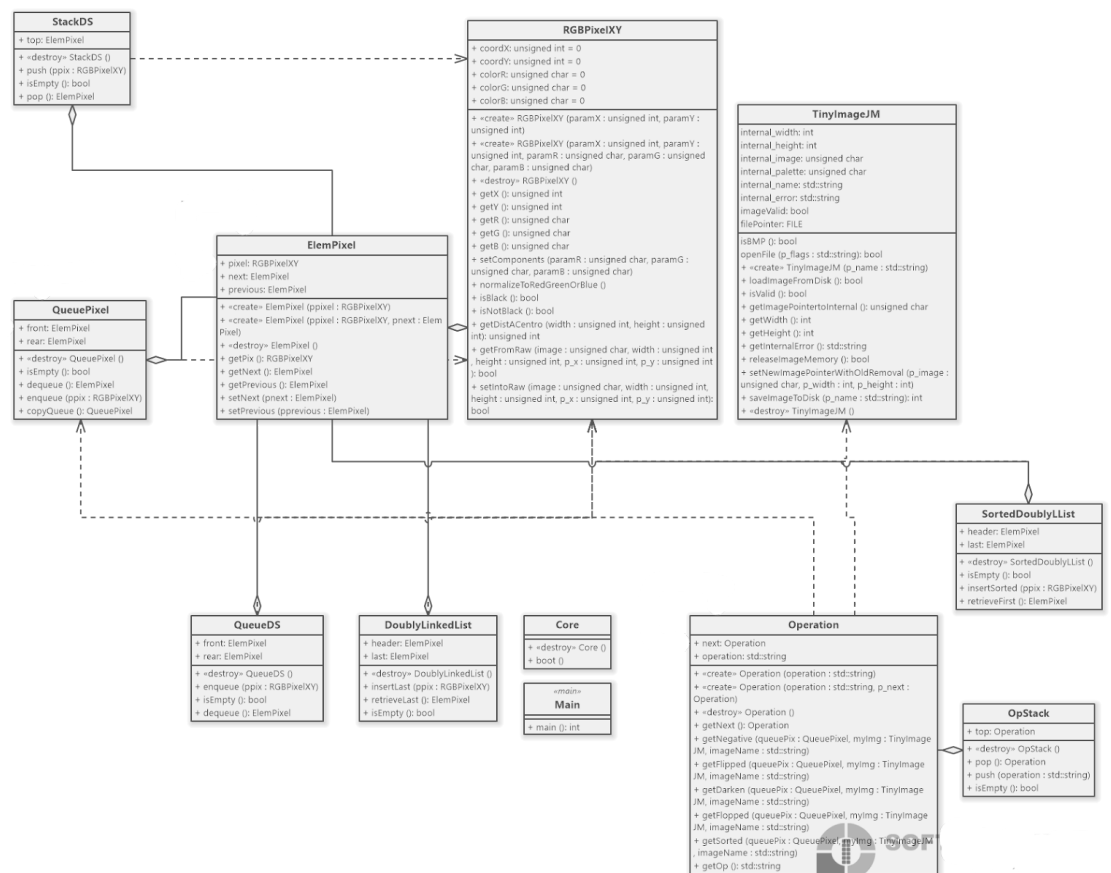 StackDS
+ top: ElemPixel
+ «destroy» StackDS ()
+ push (ppix : RGBPixelXY)
+ isEmpty (): bool
+ pop (): ElemPixel
RGBPixelXY
+ coordX: unsigned int = 0
+ coordY: unsigned int = 0
+ colorR: unsigned char = 0
+ colorG: unsigned char = 0
+ colorB: unsigned char = 0
+ «create» RGBPixelXY (paramX : unsigned int, paramY :
unsigned int)
+ «create» RGBPixelXY (paramX : unsigned int, paramY :
unsigned int, paramR : unsigned char, paramG : unsigned
char, paramB : unsigned char)
+ «destroy» RGBPixelXY ()
+ getX (): unsigned int
+ getY (): unsigned int
+ getR (): unsigned char
+ getG (): unsigned char
+ getB (): unsigned char
+ setComponents (paramR : unsigned char, paramG :
unsigned char, paramB : unsigned char)
+ normalizeToRedGreenOrBlue ()
+ isBlack (): bool
+ isNotBlack (): bool
+ getDistACentro (width : unsigned int, height : unsigned
int): unsigned int
+ getFromRaw (image : unsigned char, width : unsigned int
, height : unsigned int, p_x : unsigned int, p_y : unsigned int
): bool
+ setIntoRaw (image : unsigned char, width : unsigned int,
height : unsigned int, p_x : unsigned int, p_y : unsigned int):
bool
TinyImageJM
internal_width: int
internal_height: int
internal_image: unsigned char
internal_palette: unsigned char
internal_name: std::string
internal_error: std::string
imageValid: bool
filePointer: FILE
isBMP (): bool
openFile (p_flags : std::string): bool
+ «create» TinyImageJM (p_name : std::string)
+ loadImageFromDisk (): bool
+ isValid (): bool
+ getImagePointertoInternal (): unsigned char
+ getWidth (): int
+ getHeight (): int
+ getInternalError (): std::string
+ releaseImageMemory (): bool
+ setNewImagePointerWithOldRemoval (p_image :
unsigned char, p_width : int, p_height : int)
+ saveImageToDisk (p_name : std::string): int
+ «destroy» TinyImageJM ()
ElemPixel
+ pixel: RGBPixelXY
+ next: ElemPixel
+ previous: ElemPixel
+ «create» ElemPixel (ppixel : RGBPixelXY)
+ «create» ElemPixel (ppixel : RGBPixelXY, pnext : Elem
Pixel)
+ «destroy» ElemPixel ()
+ getPix (): RGBPixelXY
+ getNext (): ElemPixel
+ getPrevious (): ElemPixel
+ setNext (pnext : ElemPixel)
+ setPrevious (pprevious : ElemPixel)
QueuePixel
+ front: ElemPixel
+ rear: ElemPixel
+ «destroy» QueuePixel ()
+ isEmpty (): bool
+ dequeue (): ElemPixel
+ enqueue (ppix : RGBPixelXY)
+ copyQueue (): QueuePixel
SortedDoublyLList
+ header: ElemPixel
+ last: ElemPixel
+ «destroy» SortedDoublyLList ()
+ isEmpty (): bool
+ insertSorted (ppix : RGBPixelXY)
+ retrieveFirst (): ElemPixel
QueueDS
+ front: ElemPixel
+ rear: ElemPixel
+ «destroy» QueueDS ()
+ enqueue (ppix : RGBPixelXY)
+ isEmpty (): bool
+ dequeue (): ElemPixel
DoublyLinkedList
+ header: ElemPixel
+ last: ElemPixel
+ «destroy» DoublyLinkedList ()
+ insertLast (ppix : RGBPixelXY)
+ retrieveLast (): ElemPixel
+ isEmpty (): bool
Core
+ «destroy» Core ()
+ boot ()
«main»
Main
+ main (): int
Operation
+ next: Operation
+ operation: std::string
+ «create» Operation (operation : std::string)
+ «create» Operation (operation : std::string, p_next :
Operation)
+ «destroy» Operation ()
+ getNext (): Operation
+ getNegative (queuePix : QueuePixel, myImg : TinyImage
JM, imageName : std::string)
+ getFlipped (queuePix : QueuePixel, myImg : TinyImage
JM, imageName : std::string)
+ getDarken (queuePix : QueuePixel, myImg : TinyImage
JM, imageName : std::string)
+ getFlopped (queuePix : QueuePixel, myImg : TinyImage
JM, imageName : std::string)
+ getSorted (queuePix : QueuePixel, myImg : TinyImageJM
, imageName : std::string)
+ getOp (): std::string
OpStack
+ top: Operation
+ «destroy» OpStack ()
+ pop (): Operation
+ push (operation : std::string)
+ isEmpty (): bool